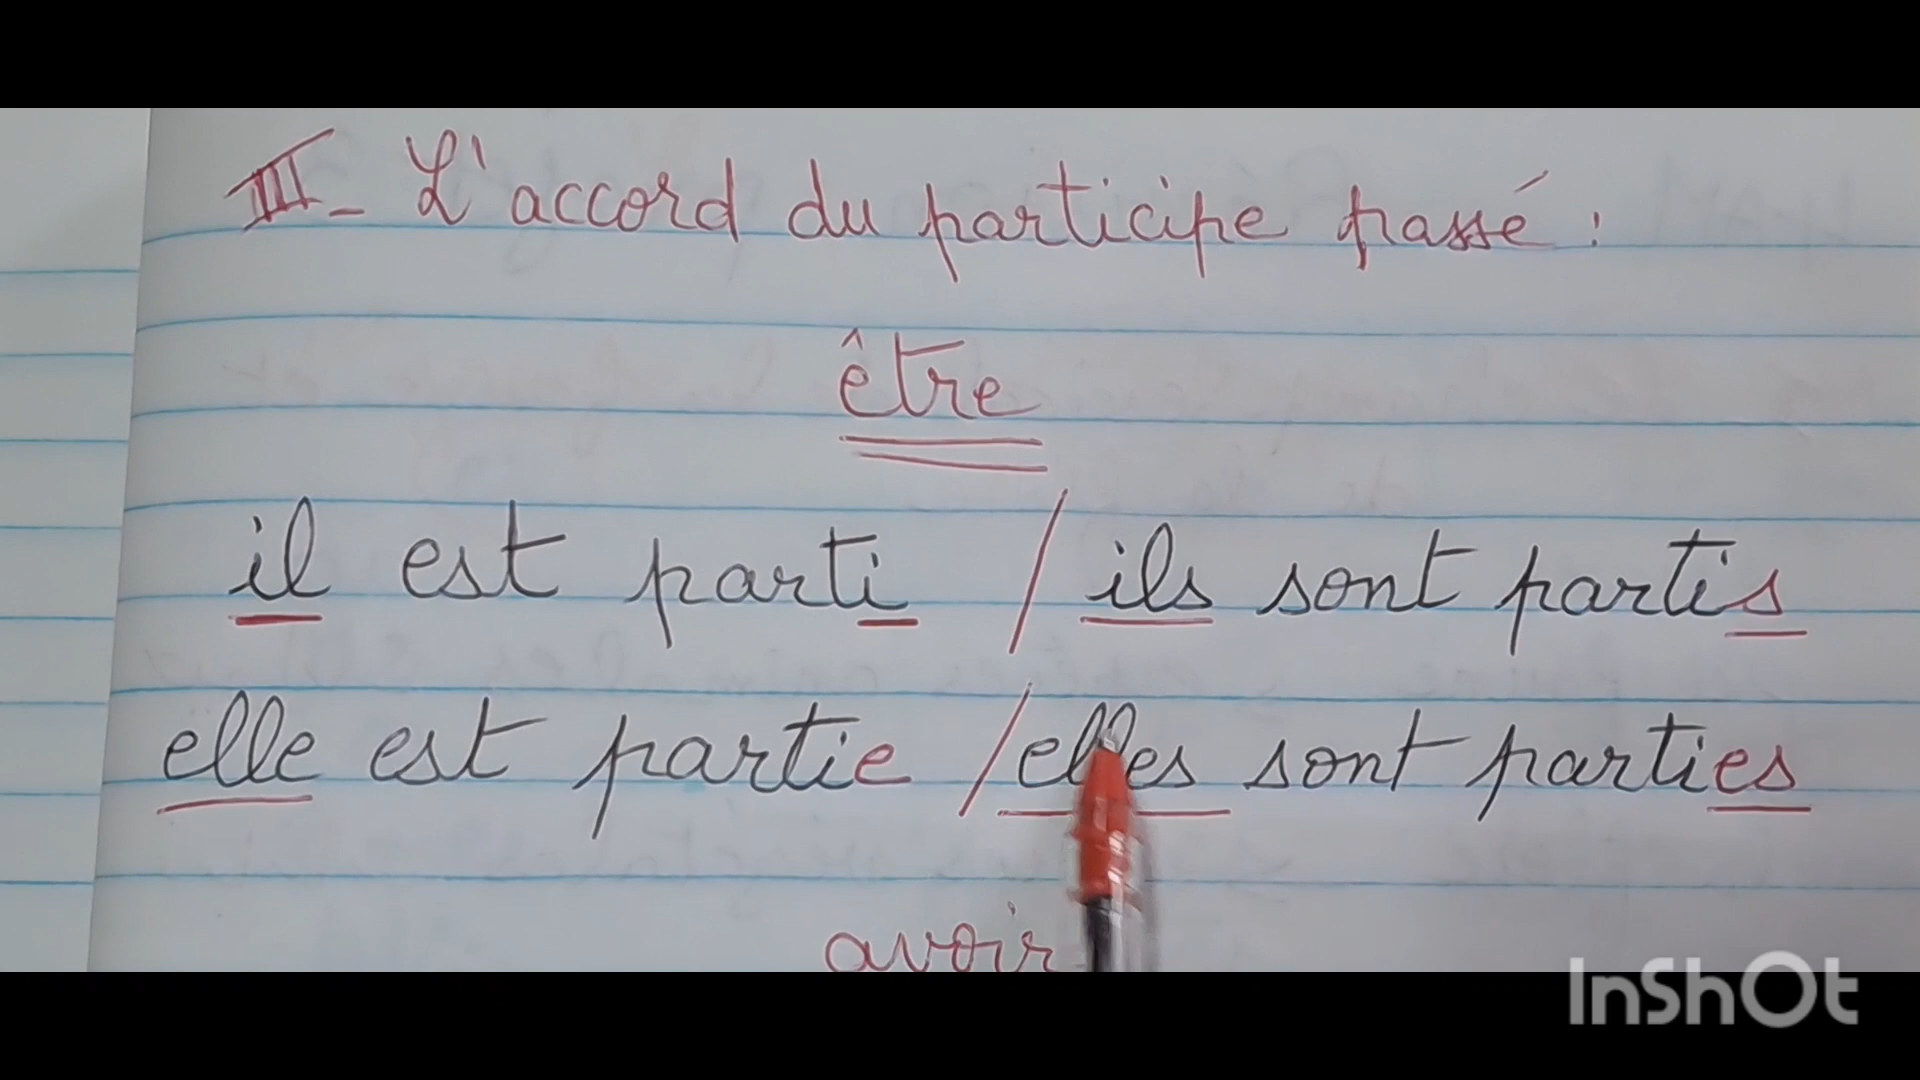 III- L'accord du participe passé :
être
il est parti / ils sont partis
elle est partie / elles sont parties
avoir
InShOt